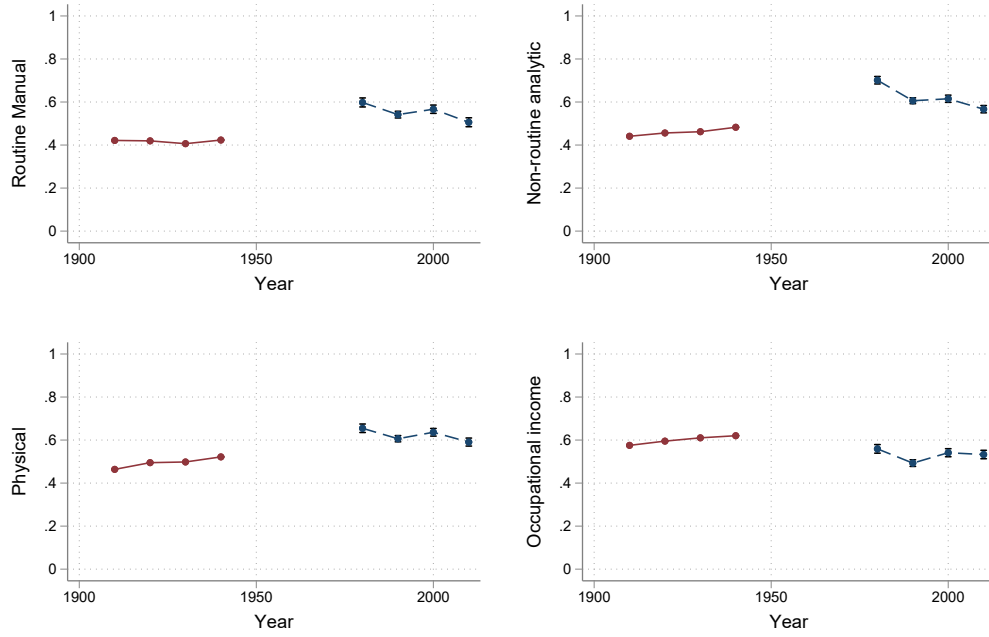 Routine Manual
1
.8
.6
.4
.2
0
1900 1950 2000
Year
Non-routine analytic
1
.8
.6
.4
.2
0
1900 1950 2000
Year
Physical
1
.8
.6
.4
.2
0
1900 1950 2000
Year
Occupational income
1
.8
.6
.4
.2
0
1900 1950 2000
Year